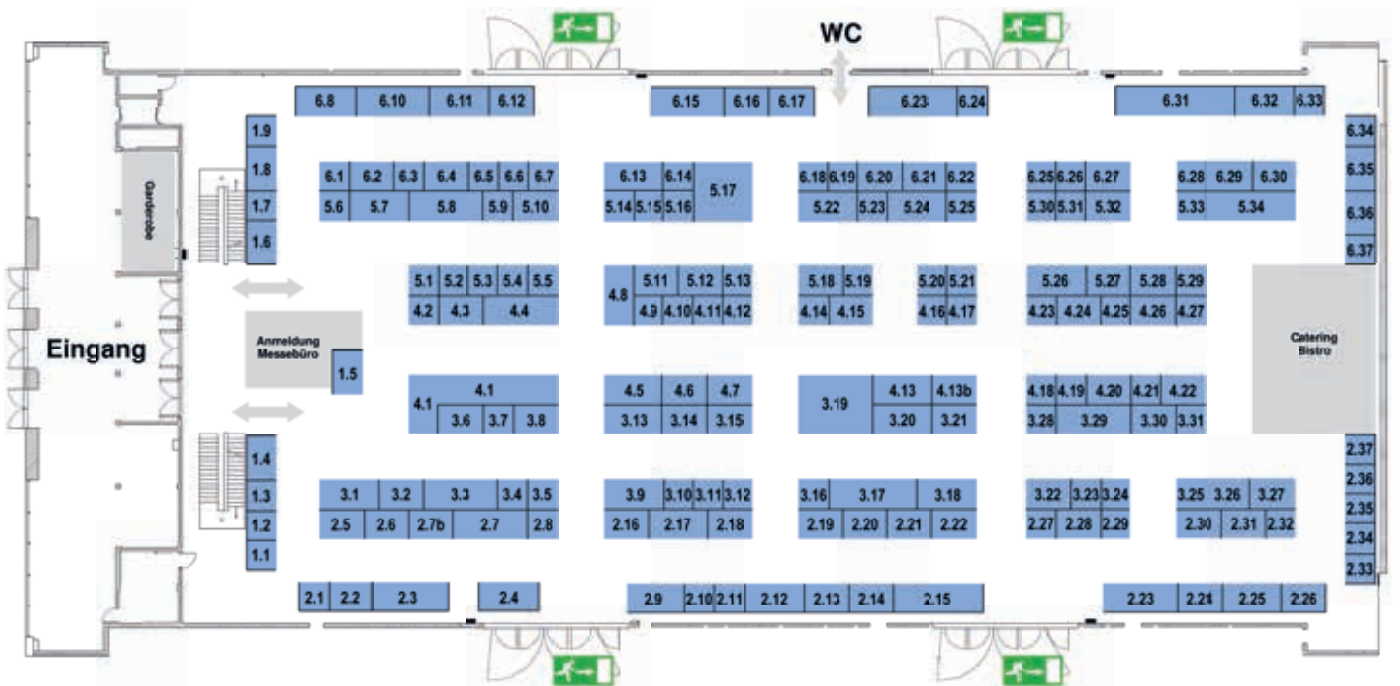 WC
6.8 6.10 6.11 6.12 6.15 6.16 6.17 6.23 6.24 6.31 6.32 6.33
1.9 6.34
1.8 6.1 6.2 6.3 6.4 6.5 6.6 6.7 6.13 6.14 5.17 6.18 6.19 6.20 6.21 6.22 6.25 6.26 6.27 6.28 6.29 6.30 6.35
Garderobe
1.7 5.6 5.7 5.8 5.9 5.10 5.14 5.15 5.16 5.22 5.23 5.24 5.25 5.30 5.31 5.32 5.33 5.34 6.36
1.6 6.37
5.1 5.2 5.3 5.4 5.5 4.8 5.11 5.12 5.13 5.18 5.19 5.20 5.21 5.26 5.27 5.28 5.29
4.2 4.3 4.4 4.9 4.10 4.11 4.12 4.14 4.15 4.16 4.17 4.23 4.24 4.25 4.26 4.27
Eingang
Anmeldung
Messebüro
Catering
Bistro
1.5
4.1 4.5 4.6 4.7 3.19 4.13 4.13b 4.18 4.19 4.20 4.21 4.22
4.1 3.6 3.7 3.8 3.13 3.14 3.15 3.20 3.21 3.28 3.29 3.30 3.31
1.4 2.37
2.36
1.3 3.1 3.2 3.3 3.4 3.5 3.9 3.10 3.11 3.12 3.16 3.17 3.18 3.22 3.23 3.24 3.25 3.26 3.27 2.35
1.2 2.5 2.6 2.7b 2.7 2.8 2.16 2.17 2.18 2.19 2.20 2.21 2.22 2.27 2.28 2.29 2.30 2.31 2.32 2.34
1.1 2.33
2.1 2.2 2.3 2.4 2.9 2.10 2.11 2.12 2.13 2.14 2.15 2.23 2.24 2.25 2.26